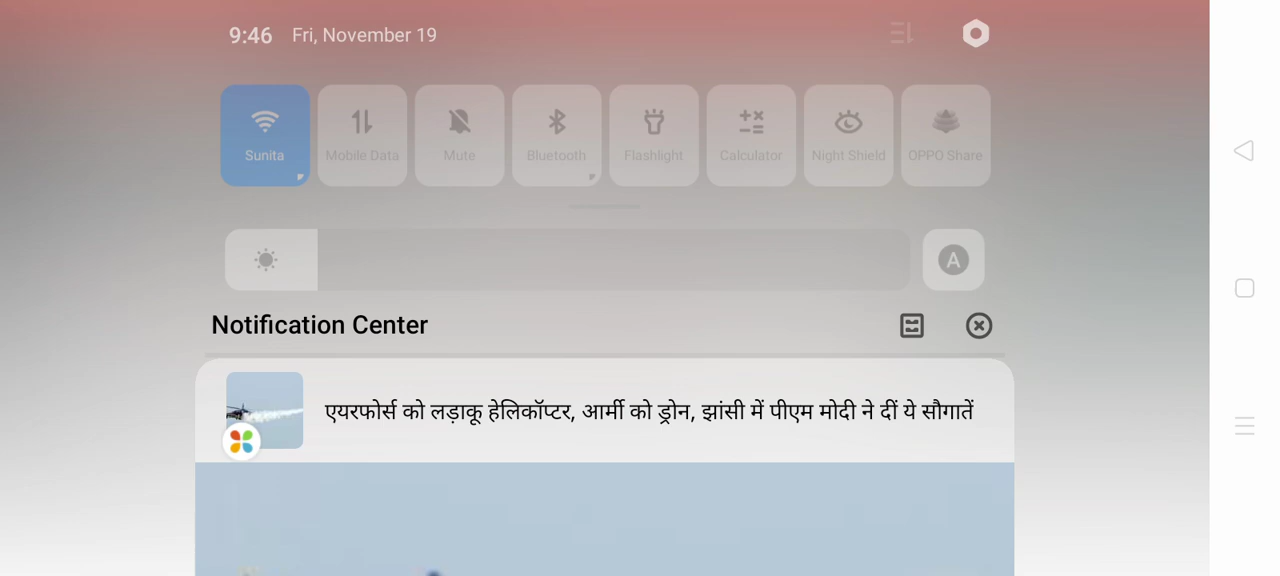 9:46 Fri, November 19
Sunita Mobile Data Mute Bluetooth Flashlight Calculator Night Shield OPPO Share
A
Notification Center
एयरफोर्स को लड़ाकू हेलिकॉप्टर, आर्मी को ड्रोन, झांसी में पीएम मोदी ने दीं ये सौगातें